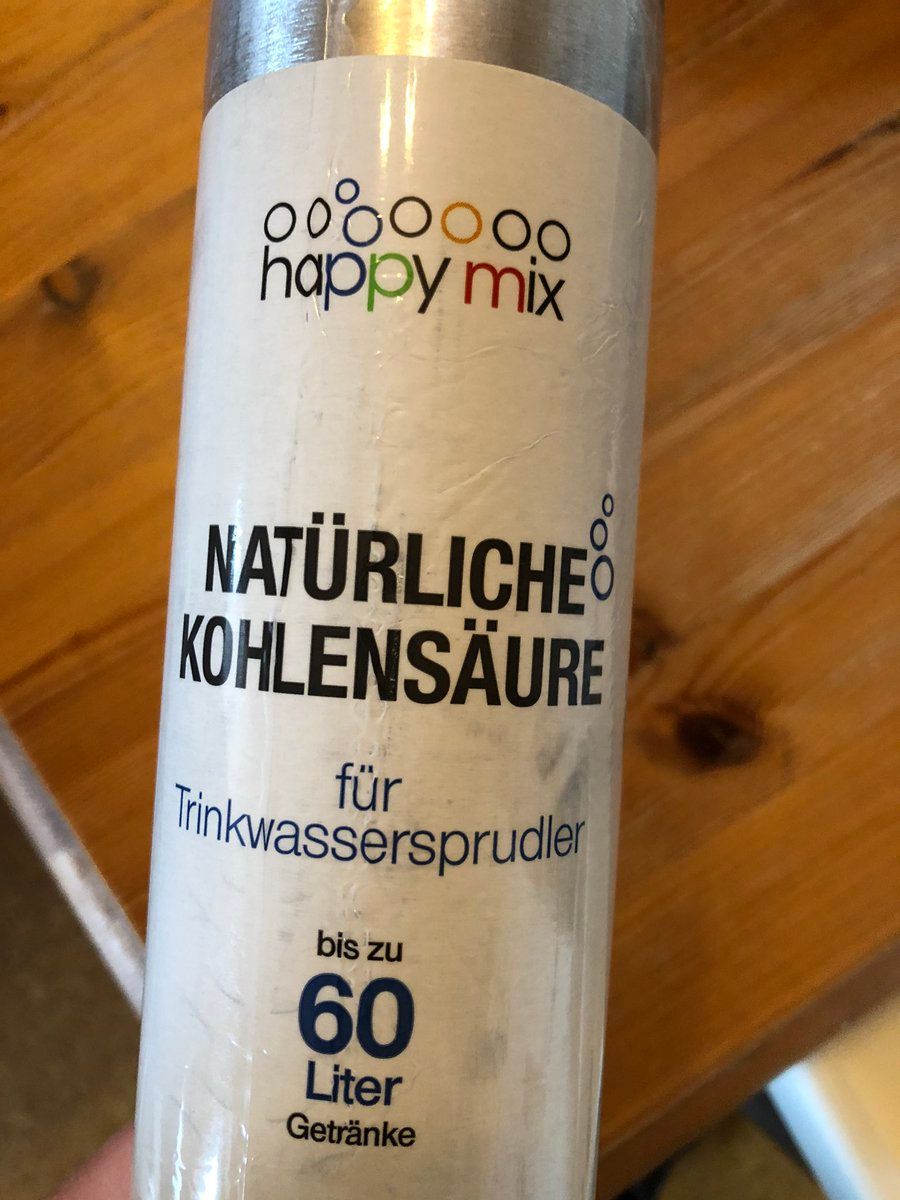 happy mix
NATÜRLICHE
KOHLENSÄURE
für
Trinkwassersprudler
bis zu
60
Liter
Getränke